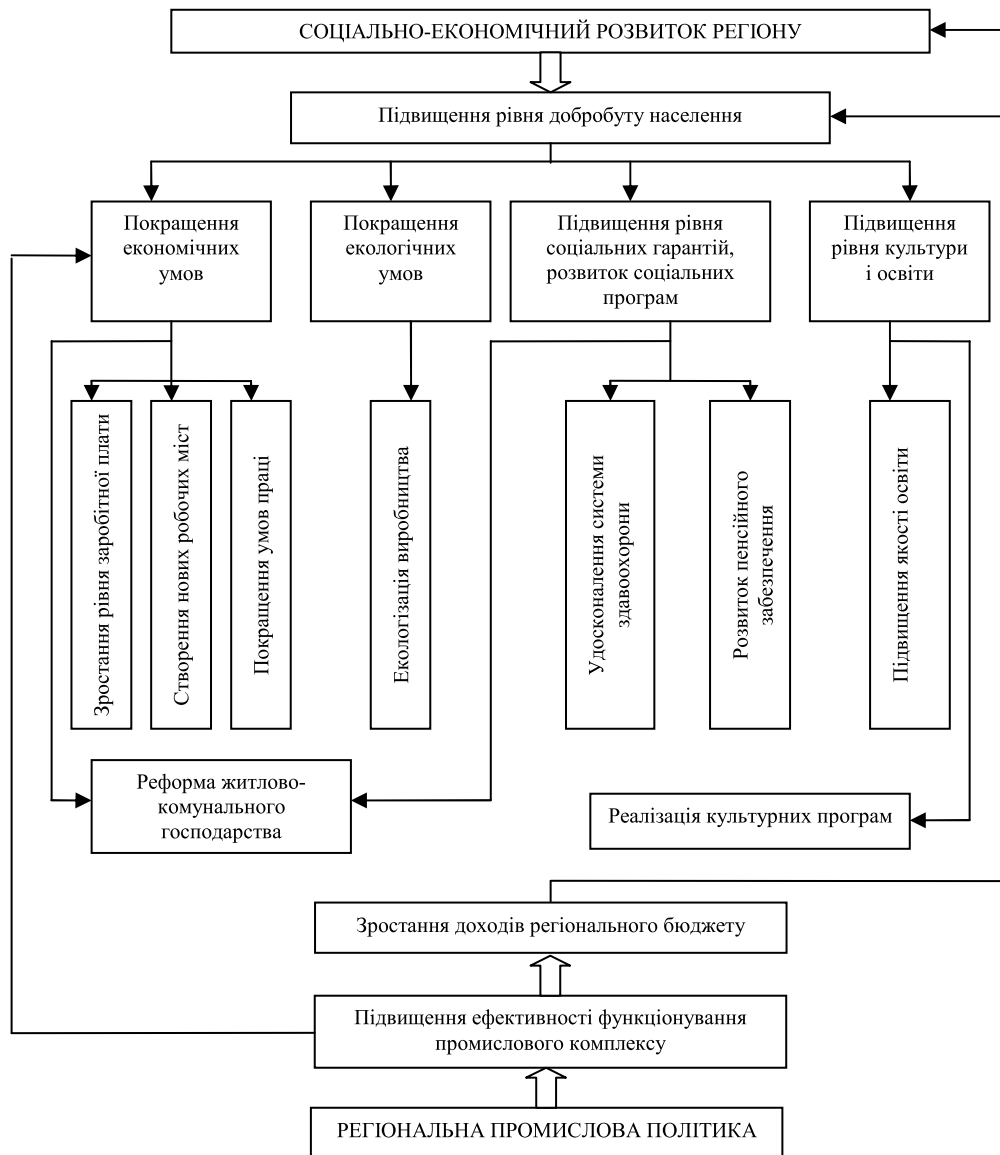 СОЦІАЛЬНО-ЕКОНОМІЧНИЙ РОЗВИТОК РЕГІОНУ
Підвищення рівня добробуту населення
Покращення
економічних
умов
Покращення
екологічних
умов
Підвищення рівня
соціальних гарантій,
розвиток соціальних
програм
Підвищення
рівня культури
і освіти
Зростання рівня заробітної плати
Створення нових робочих міст
Покращення умов праці
Екологізація виробництва
Удосконалення системи
здавоохорони
Розвиток пенсійного
забезпечення
Підвищення якості освіти
Реформа житлово-
комунального
господарства
Реалізація культурних програм
Зростання доходів регіонального бюджету
Підвищення ефективності функціонування
промислового комплексу
РЕГІОНАЛЬНА ПРОМИСЛОВА ПОЛІТИКА